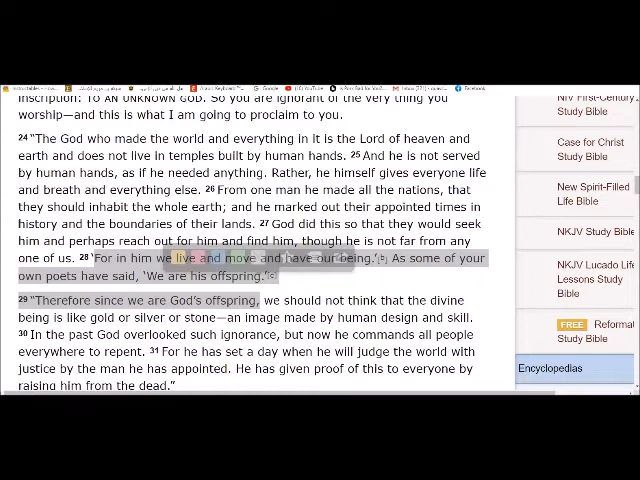 Google
YouTube
Facebook
inscription: TO AN UNKNOWN GOD. So you are ignorant of the very thing you
worship—and this is what I am going to proclaim to you.
24 "The God who made the world and everything in it is the Lord of heaven and
earth and does not live in temples built by human hands. 25 And he is not served
by human hands, as if he needed anything. Rather, he himself gives everyone life
and breath and everything else. 26 From one man he made all the nations, that
they should inhabit the whole earth; and he marked out their appointed times in
history and the boundaries of their lands. 27 God did this so that they would seek
him and perhaps reach out for him and find him, though he is not far from any
one of us. 28 'For in him we live and move and have our being.'[b] As some of your
own poets have said, 'We are his offspring.'[c]
29 "Therefore since we are God's offspring, we should not think that the divine
being is like gold or silver or stone—an image made by human design and skill.
30 In the past God overlooked such ignorance, but now he commands all people
everywhere to repent. 31 For he has set a day when he will judge the world with
justice by the man he has appointed. He has given proof of this to everyone by
raising him from the dead."
NIV First-Century
Study Bible
Case for Christ
Study Bible
New Spirit-Filled
Life Bible
NKJV Study Bible
NKJV Lucado Life
Lessons Study
Bible
FREE Reformat
Study Bible
Encyclopedias